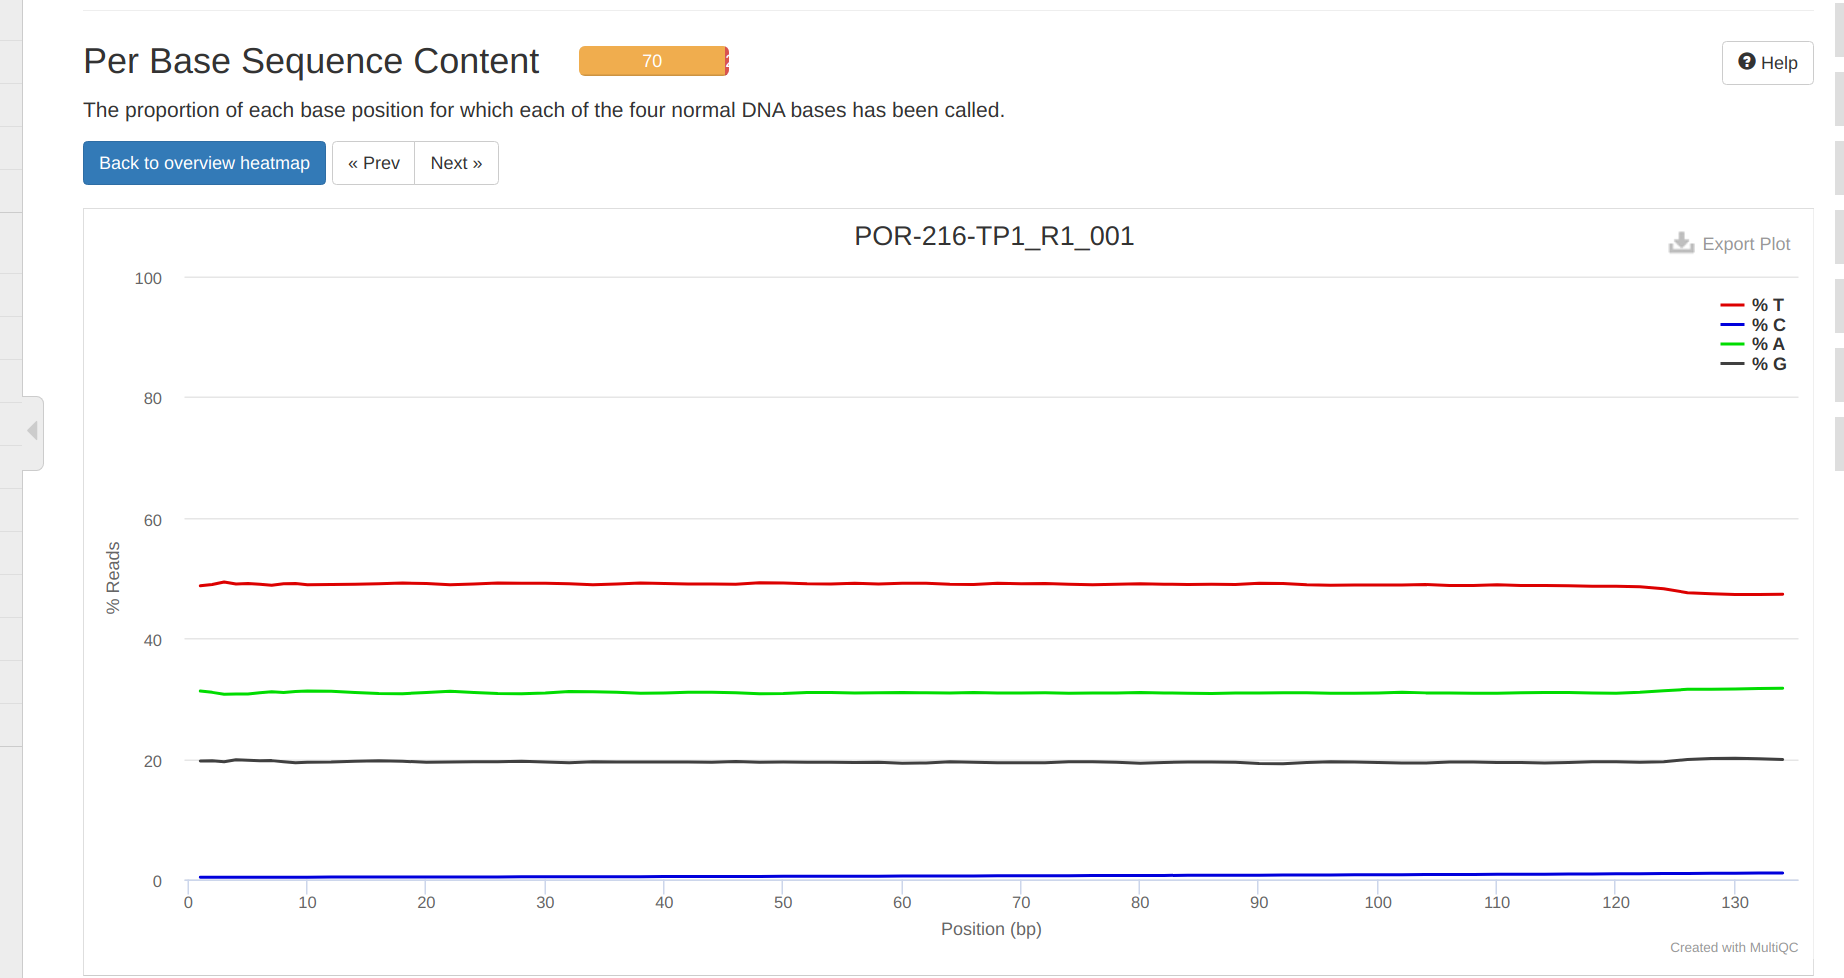 Per Base Sequence Content
70
Help
The proportion of each base position for which each of the four normal DNA bases has been called.
Back to overview heatmap
« Prev
Next »
POR-216-TP1_R1_001
Export Plot
100
80
60
40
20
0
% Reads
% T
% C
% A
% G
0 10 20 30 40 50 60 70 80 90 100 110 120 130
Position (bp)
Created with MultiQC